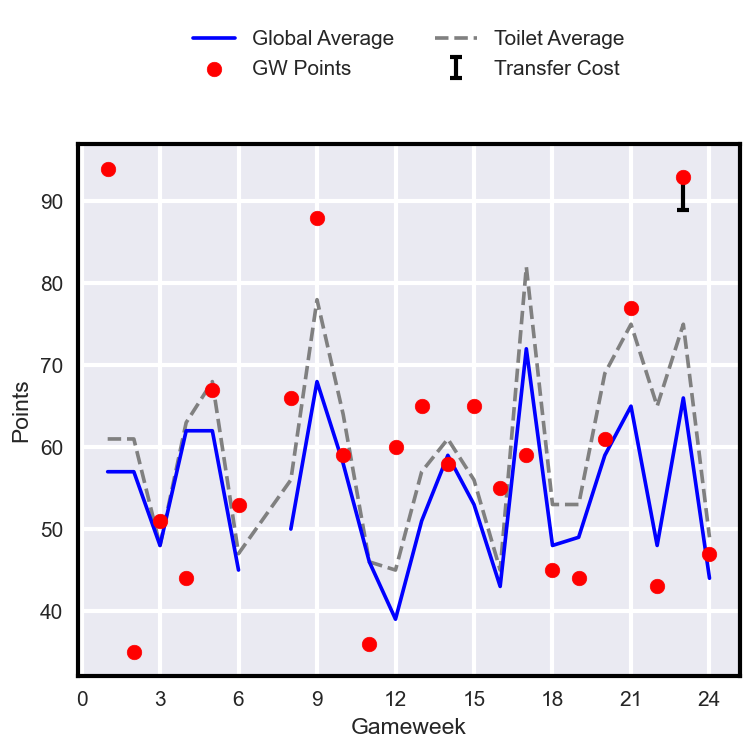 Global Average
Toilet Average
GW Points
Transfer Cost
90
80
70
60
50
40
Points
0 3 6 9 12 15 18 21 24
Gameweek